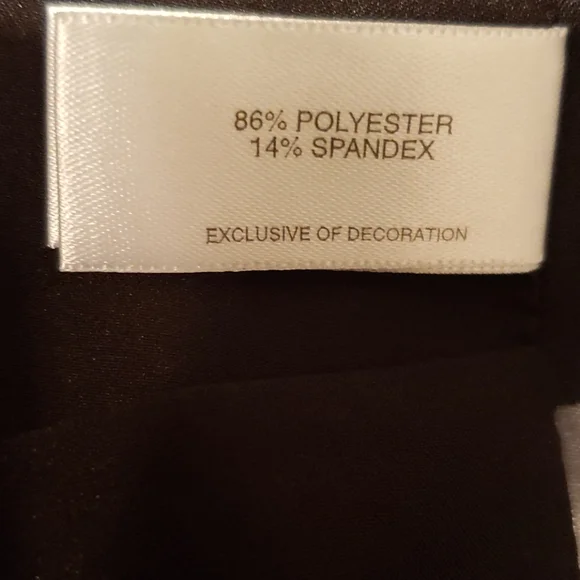 86% POLYESTER
14% SPANDEX
EXCLUSIVE OF DECORATION